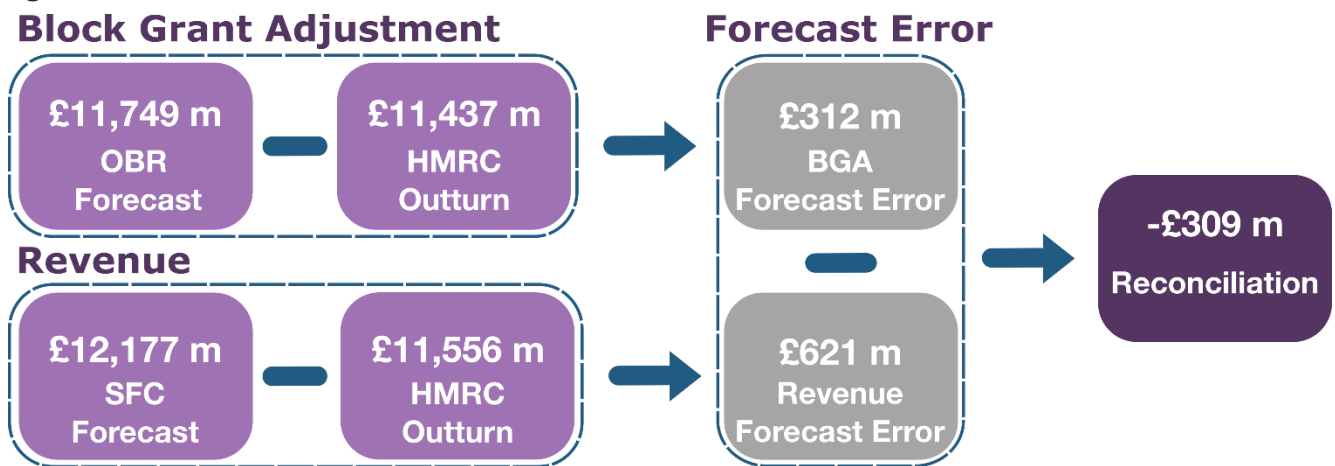 Block Grant Adjustment
£11,749 m
OBR
Forecast
£11,437 m
HMRC
Outturn
Forecast Error
£312 m
BGA
Forecast Error
Revenue
£12,177 m
SFC
Forecast
£11,556 m
HMRC
Outturn
£621 m
Revenue
Forecast Error
-£309 m
Reconciliation